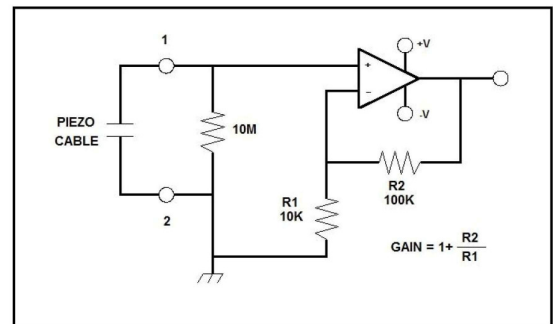 1
+V
+
−
-V
PIEZO
CABLE
10M
R2
100K
R1
10K
2
GAIN = 1+ R2
R1